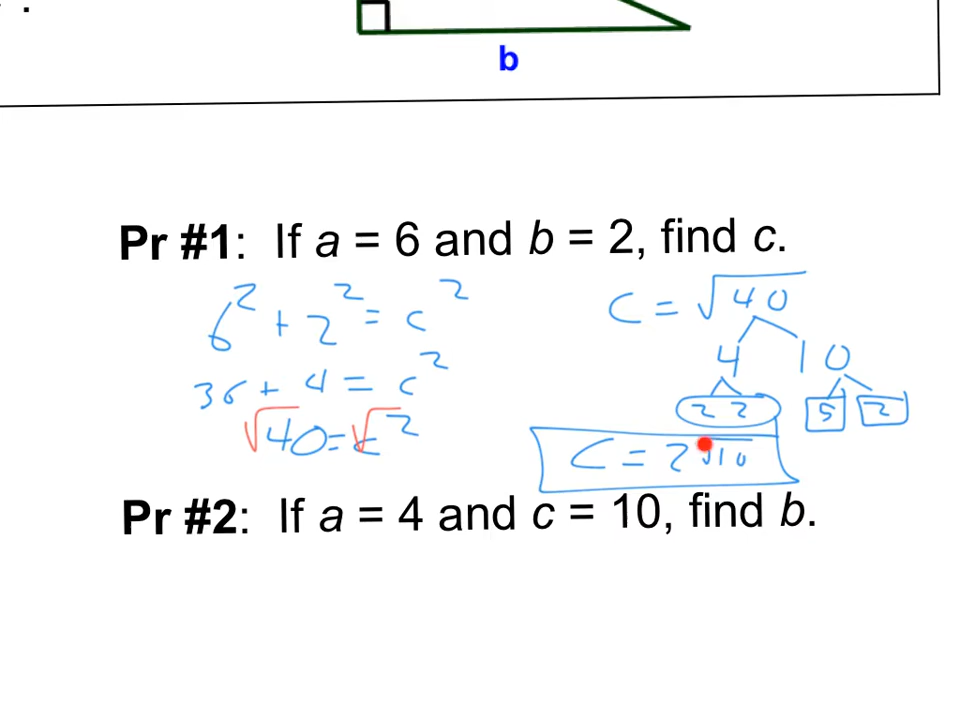 b
Pr #1: If a = 6 and b = 2, find c.
6² + 2² = c²
36 + 4 = c²
√40 = √c²
c = √40
4 10
2 2 5 2
c = 2√10
Pr #2: If a = 4 and c = 10, find b.